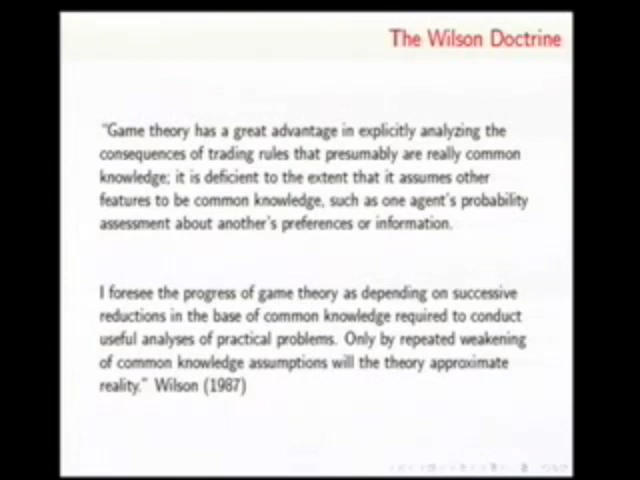 The Wilson Doctrine
"Game theory has a great advantage in explicitly analyzing the
consequences of trading rules that presumably are really common
knowledge; it is deficient to the extent that it assumes other
features to be common knowledge, such as one agent's probability
assessment about another's preferences or information.
I foresee the progress of game theory as depending on successive
reductions in the base of common knowledge required to conduct
useful analyses of practical problems. Only by repeated weakening
of common knowledge assumptions will the theory approximate
reality." Wilson (1987)